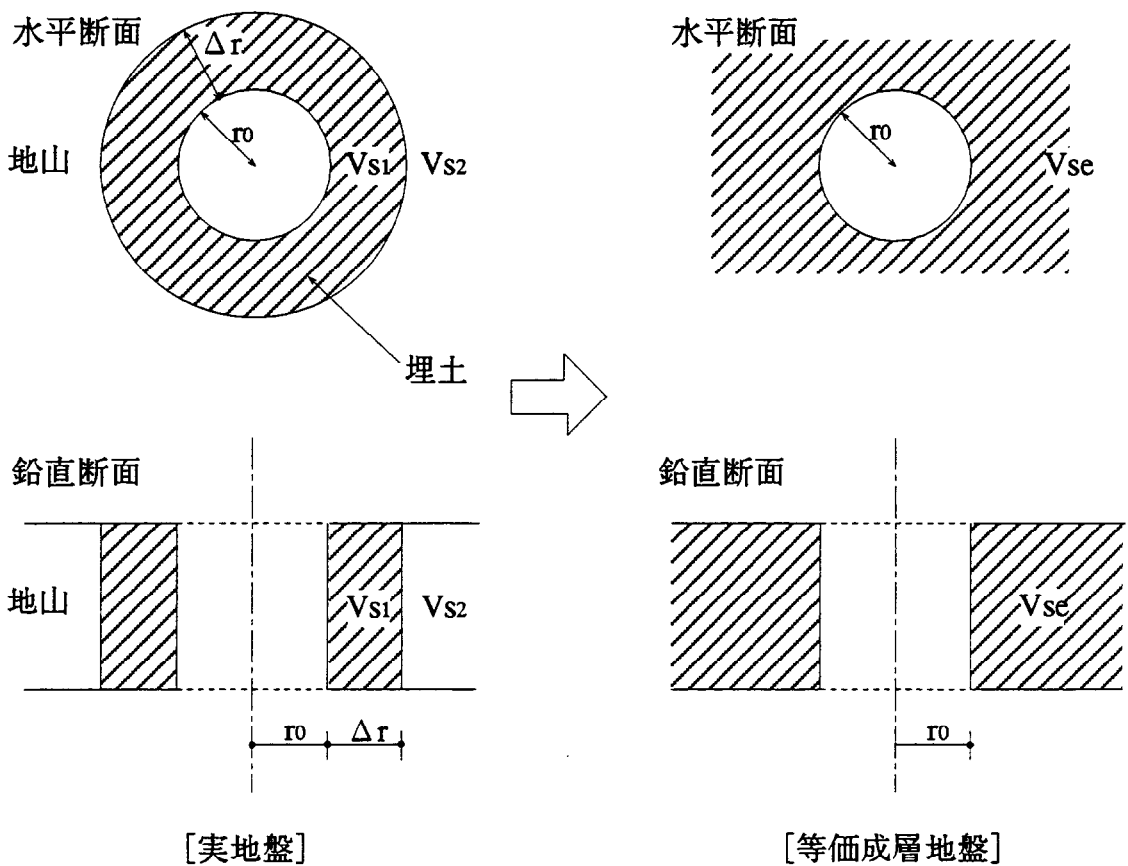 水平断面
Δr
r0
地山
Vs1
Vs2
埋土
水平断面
r0
Vse
鉛直断面
地山
Vs1
Vs2
r0
Δr
[実地盤]
鉛直断面
Vse
r0
[等価成層地盤]